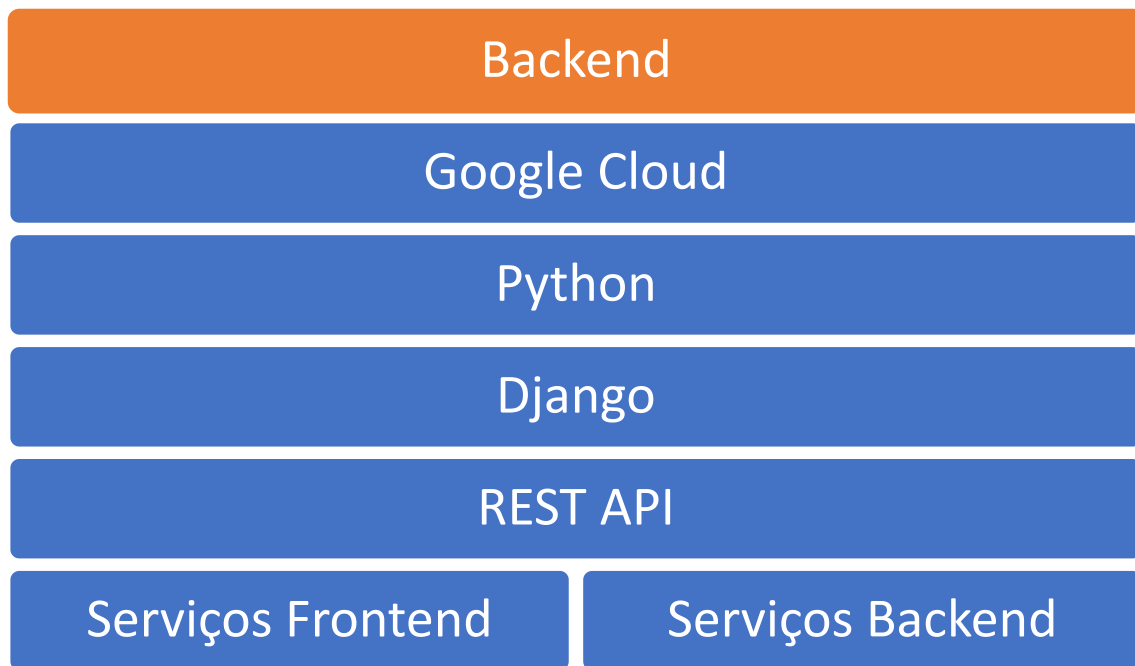 Backend
Google Cloud
Python
Django
REST API
Serviços Frontend
Serviços Backend